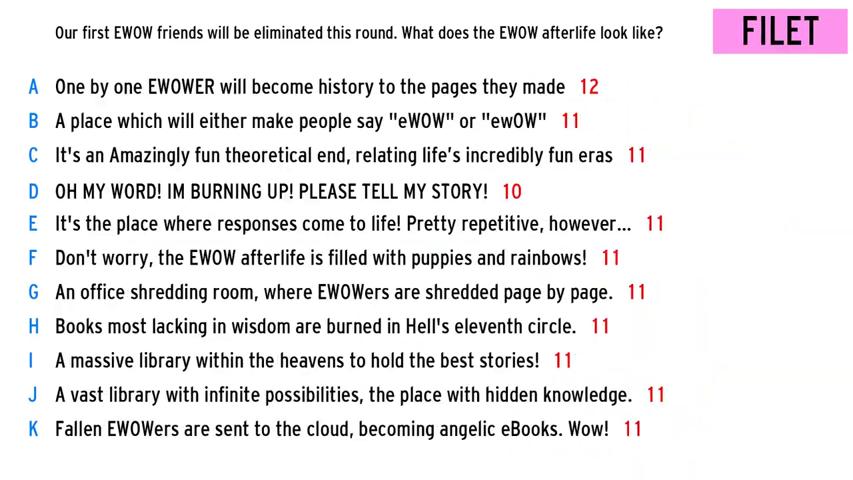 Our first EWOW friends will be eliminated this round. What does the EWOW afterlife look like?
FILET
A One by one EWOWER will become history to the pages they made 12
B A place which will either make people say "eWOW" or "ewOW" 11
C It's an Amazingly fun theoretical end, relating life’s incredibly fun eras 11
D OH MY WORD! IM BURNING UP! PLEASE TELL MY STORY! 10
E It's the place where responses come to life! Pretty repetitive, however... 11
F Don't worry, the EWOW afterlife is filled with puppies and rainbows! 11
G An office shredding room, where EWOWers are shredded page by page. 11
H Books most lacking in wisdom are burned in Hell's eleventh circle. 11
I A massive library within the heavens to hold the best stories! 11
J A vast library with infinite possibilities, the place with hidden knowledge. 11
K Fallen EWOWers are sent to the cloud, becoming angelic eBooks. Wow! 11